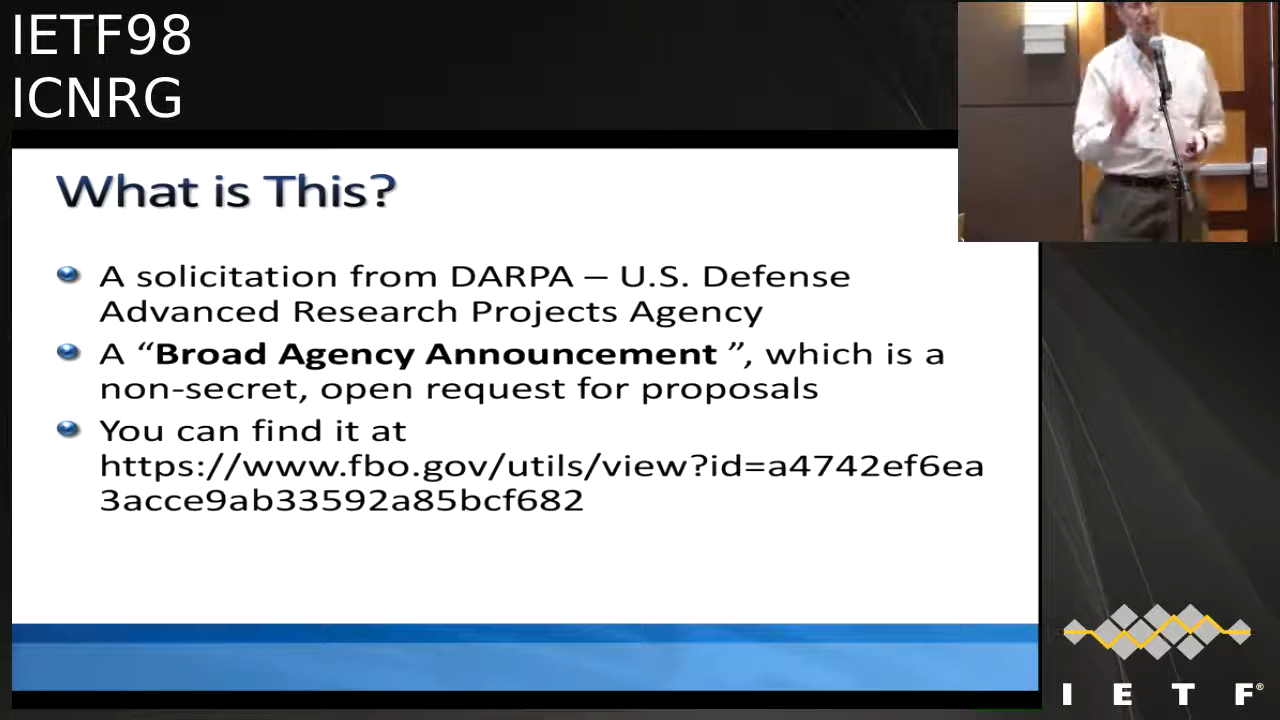 IETF98
ICNRG
What is This?
A solicitation from DARPA – U.S. Defense
Advanced Research Projects Agency
A “Broad Agency Announcement ”, which is a
non-secret, open request for proposals
You can find it at
https://www.fbo.gov/utils/view?id=a4742ef6ea
3acce9ab33592a85bcf682
I E T F®